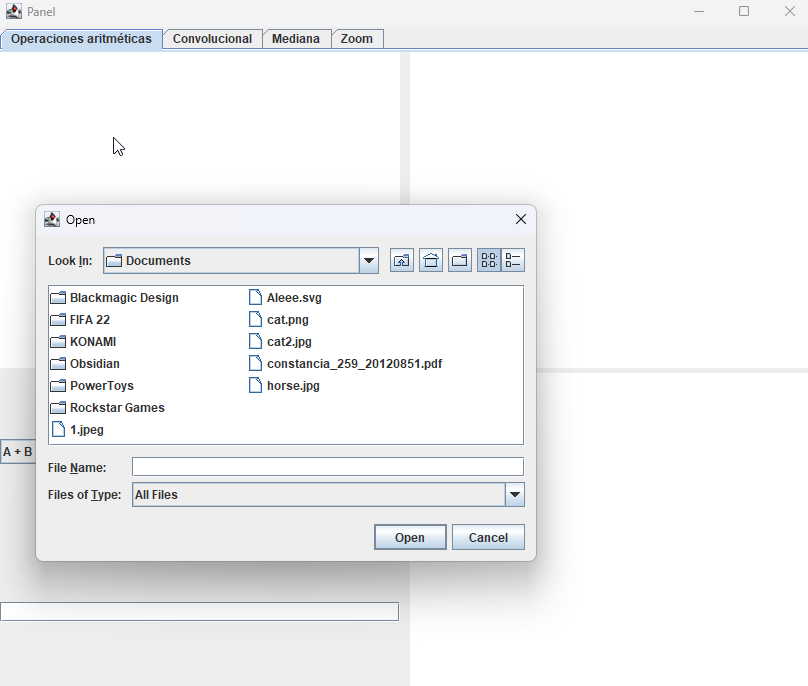 Panel
Operaciones aritméticas Convolucional Mediana Zoom
Open
Look In: Documents
Blackmagic Design Aleee.svg
FIFA 22 cat.png
KONAMI cat2.jpg
Obsidian constancia_259_20120851.pdf
PowerToys horse.jpg
Rockstar Games
1.jpeg
A + B
File Name:
Files of Type: All Files
Open Cancel